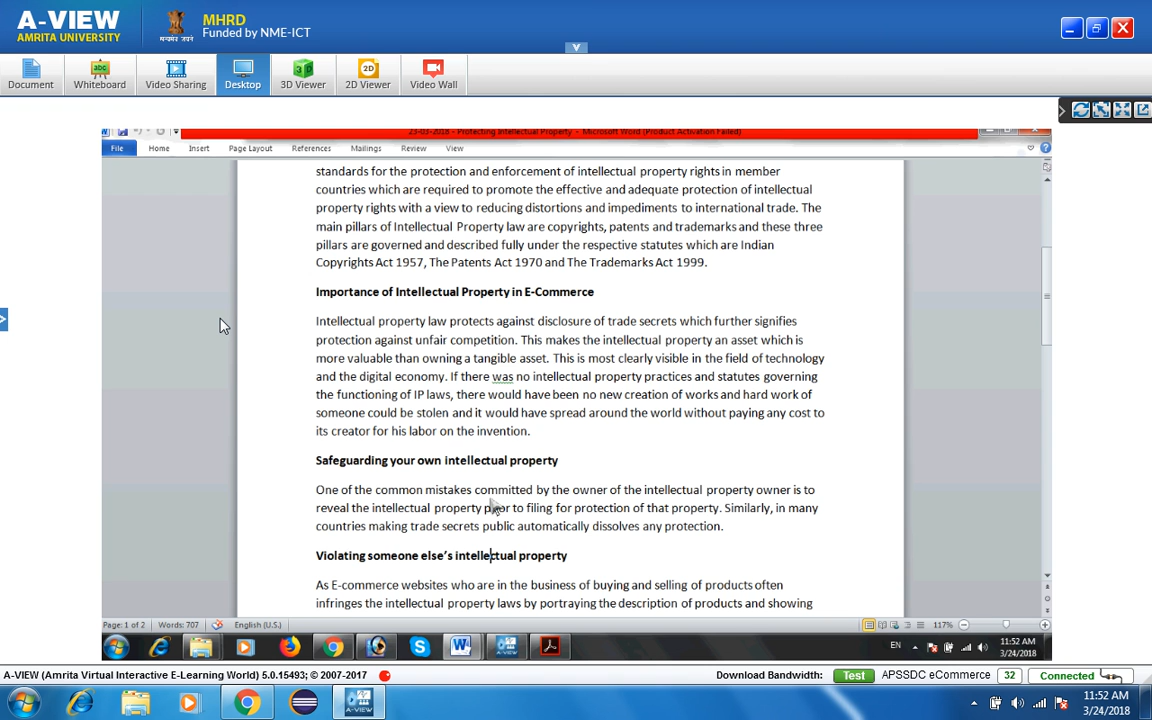 A-VIEW
AMRITA UNIVERSITY
MHRD
Funded by NME-ICT
Document
Whiteboard
Video Sharing
Desktop
3D Viewer
2D Viewer
Video Wall
23-03-2018 - Protecting Intellectual Property - Microsoft Word (Product Activation Failed)
File Home Insert Page Layout References Mailings Review View
standards for the protection and enforcement of intellectual property rights in member
countries which are required to promote the effective and adequate protection of intellectual
property rights with a view to reducing distortions and impediments to international trade. The
main pillars of Intellectual Property law are copyrights, patents and trademarks and these three
pillars are governed and described fully under the respective statutes which are Indian
Copyrights Act 1957, The Patents Act 1970 and The Trademarks Act 1999.
Importance of Intellectual Property in E-Commerce
Intellectual property law protects against disclosure of trade secrets which further signifies
protection against unfair competition. This makes the intellectual property an asset which is
more valuable than owning a tangible asset. This is most clearly visible in the field of technology
and the digital economy. If there was no intellectual property practices and statutes governing
the functioning of IP laws, there would have been no new creation of works and hard work of
someone could be stolen and it would have spread around the world without paying any cost to
its creator for his labor on the invention.
Safeguarding your own intellectual property
One of the common mistakes committed by the owner of the intellectual property owner is to
reveal the intellectual property prior to filing for protection of that property. Similarly, in many
countries making trade secrets public automatically dissolves any protection.
Violating someone else's intellectual property
As E-commerce websites who are in the business of buying and selling of products often
infringes the intellectual property laws by portraying the description of products and showing
Page: 1 of 2 Words: 707 English (U.S.) 117%
EN 11:52 AM
3/24/2018
A-VIEW (Amrita Virtual Interactive E-Learning World) 5.0.15493; © 2007-2017 Download Bandwidth: Test APSSDC eCommerce 32 Connected
11:52 AM
3/24/2018